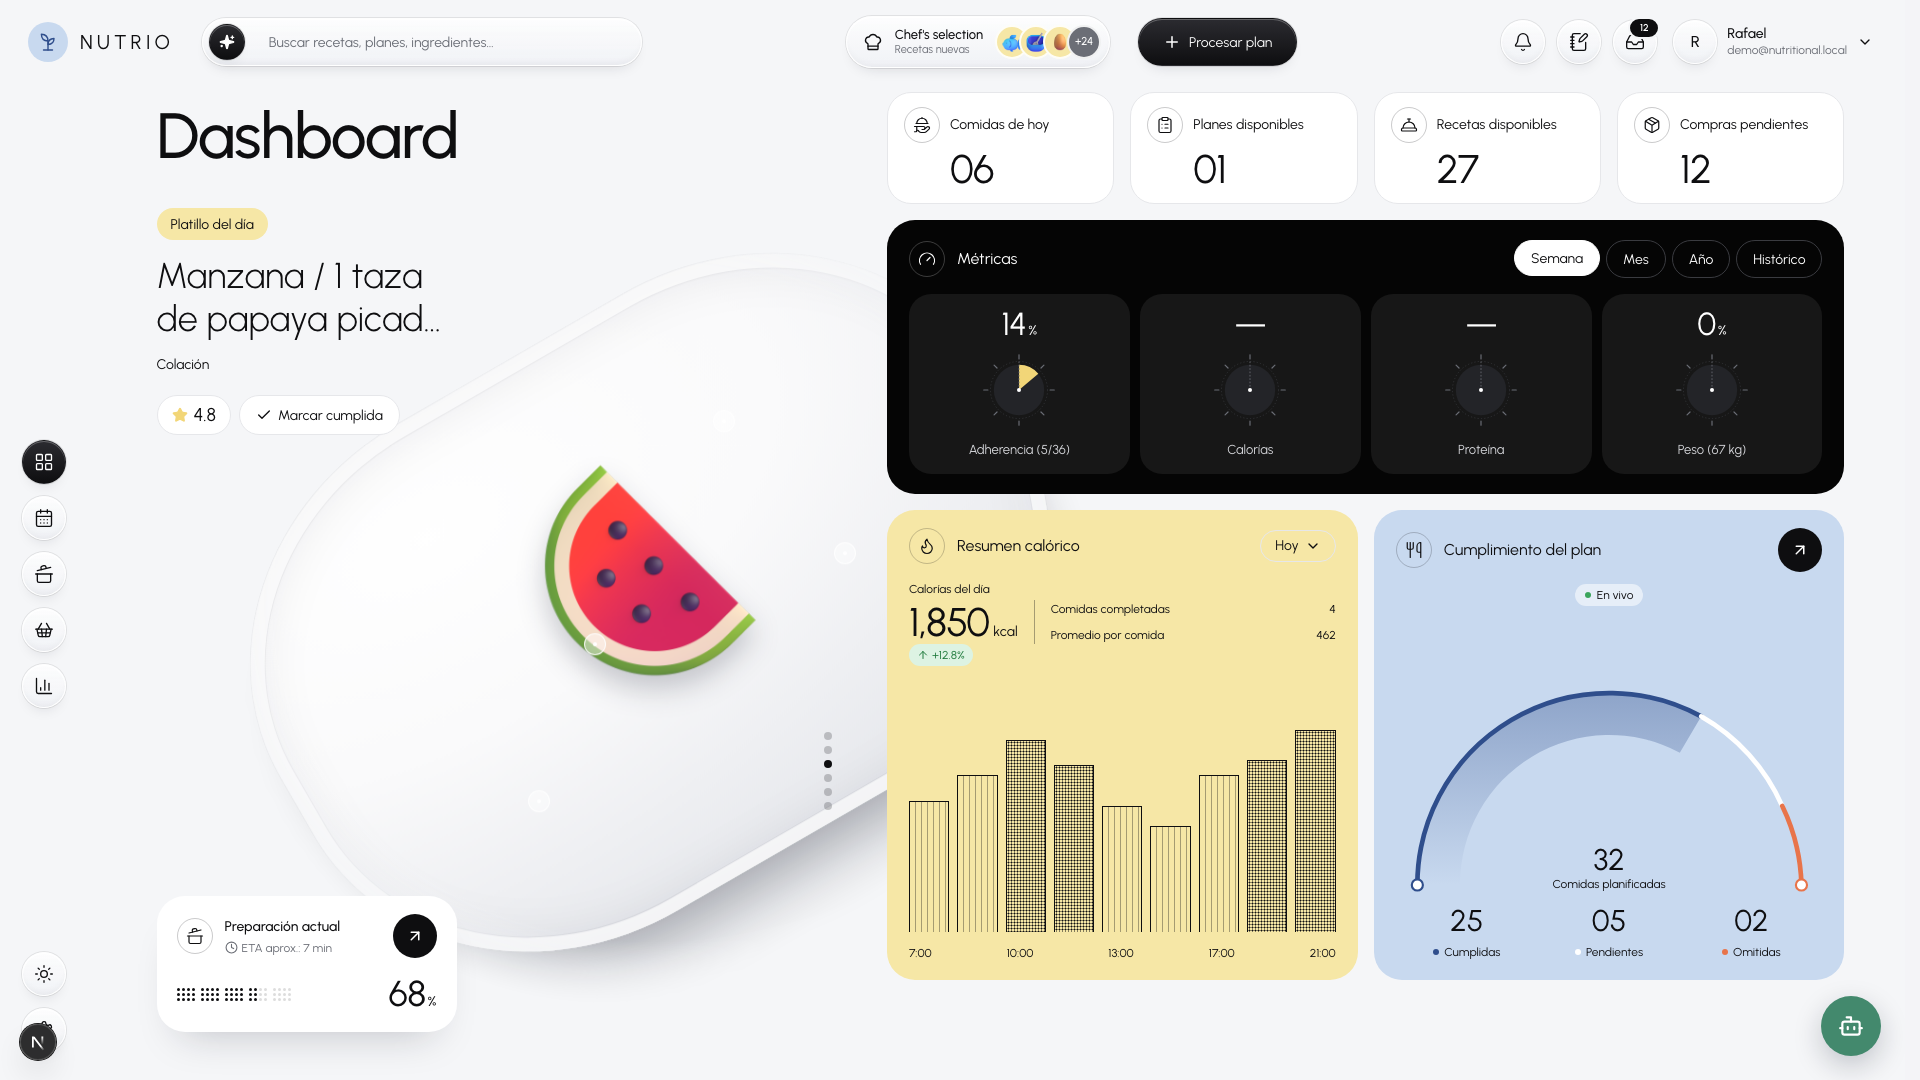 NUTRIO
Buscar recetas, planes, ingredientes...
Chef's selection
Recetas nuevas
+24
Procesar plan
12
R
Rafael
demo@nutritional.local
Dashboard
Platillo del día
Manzana / 1 taza
de papaya picad...
Colación
4.8
Marcar cumplida
Comidas de hoy
06
Planes disponibles
01
Recetas disponibles
27
Compras pendientes
12
Métricas
Semana
Mes
Año
Histórico
14%
Adherencia (5/36)
—
Calorías
—
Proteína
0%
Peso (67 kg)
Resumen calórico
Hoy
Calorías del día
1,850 kcal
+12.8%
Comidas completadas 4
Promedio por comida 462
7:00 10:00 13:00 17:00 21:00
Cumplimiento del plan
En vivo
32
Comidas planificadas
25
Cumplidas
05
Pendientes
02
Omitidas
Preparación actual
ETA aprox.: 7 min
68%
N